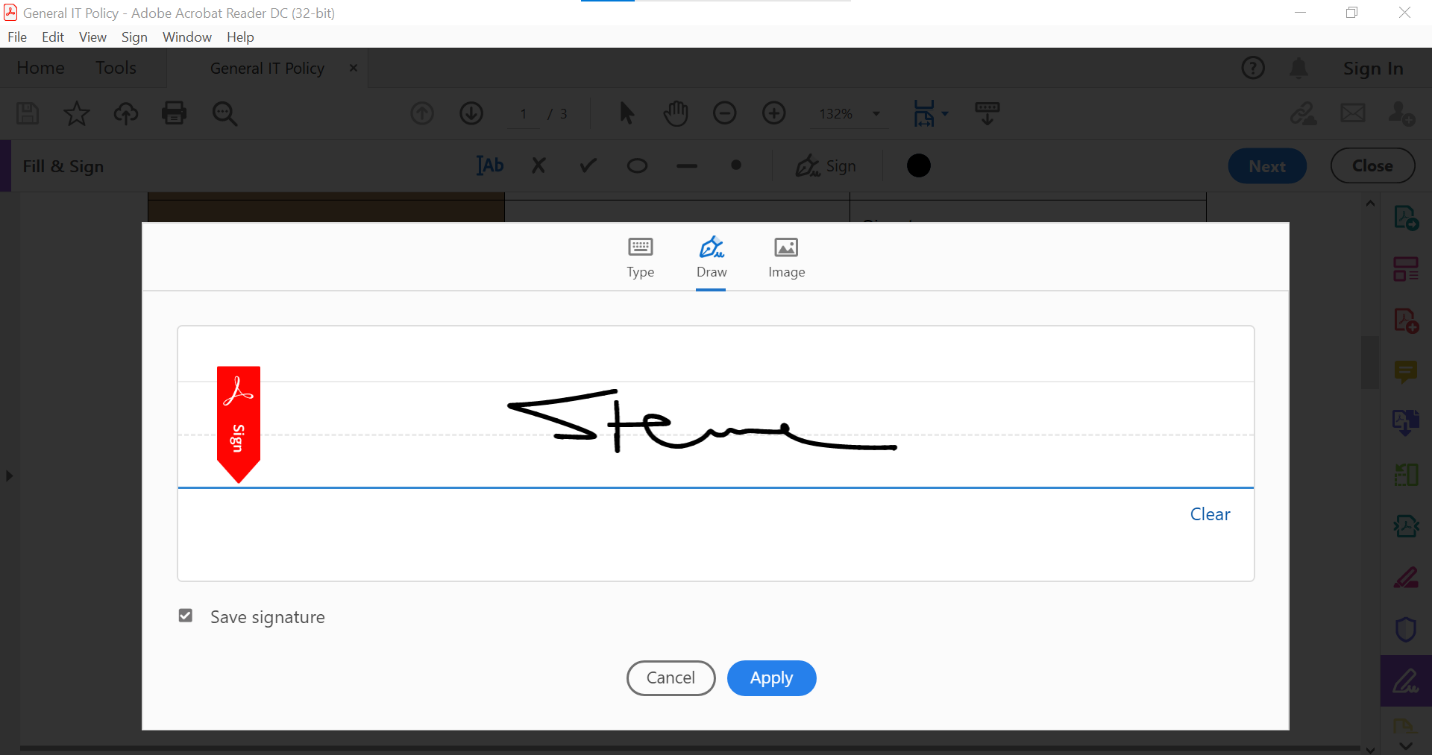 General IT Policy - Adobe Acrobat Reader DC (32-bit)
File Edit View Sign Window Help
Home Tools General IT Policy × Sign In
1 / 3 132%
Fill & Sign IAb Sign Next Close
Type Draw Image
Sign
Clear
Save signature
Cancel Apply